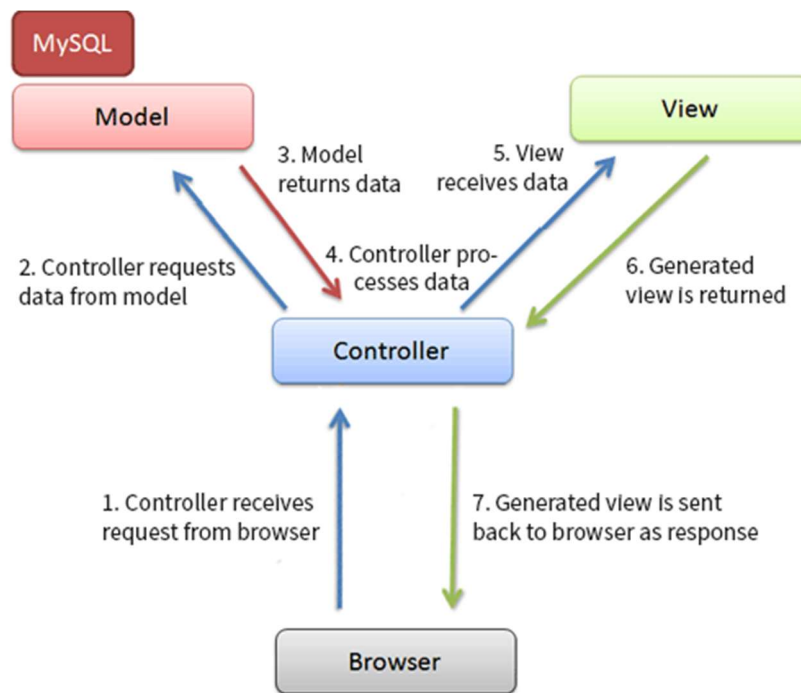 MySQL
Model
View
3. Model
returns data
5. View
receives data
2. Controller requests
data from model
4. Controller pro-
cesses data
6. Generated
view is returned
Controller
1. Controller receives
request from browser
7. Generated view is sent
back to browser as response
Browser